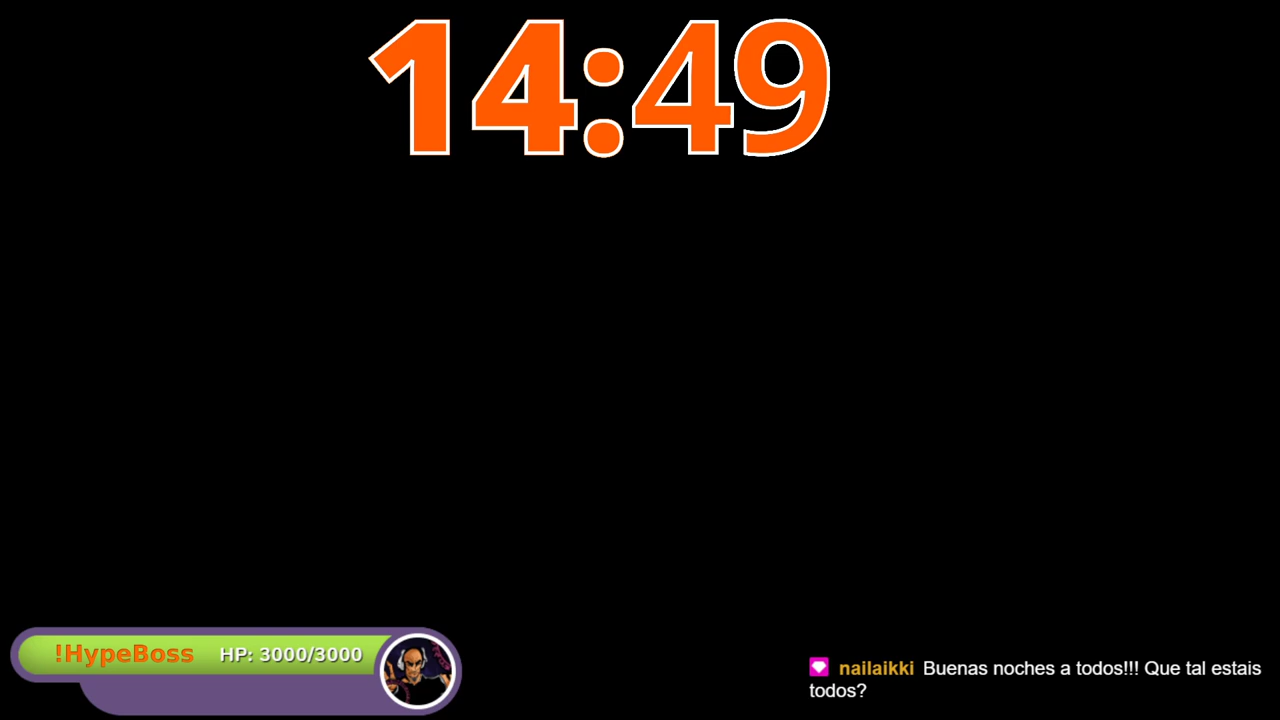 14:49
!HypeBoss HP: 3000/3000
nailaikki Buenas noches a todos!!! Que tal estais
todos?